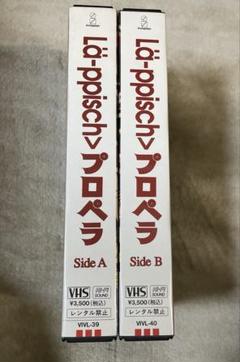 Lä-ppisch>プロペラ
Side A
VHS
¥3,500(税込)
レンタル禁止
VIVL-39
Lä-ppisch>プロペラ
Side B
VHS
¥3,500(税込)
レンタル禁止
VIVL-40